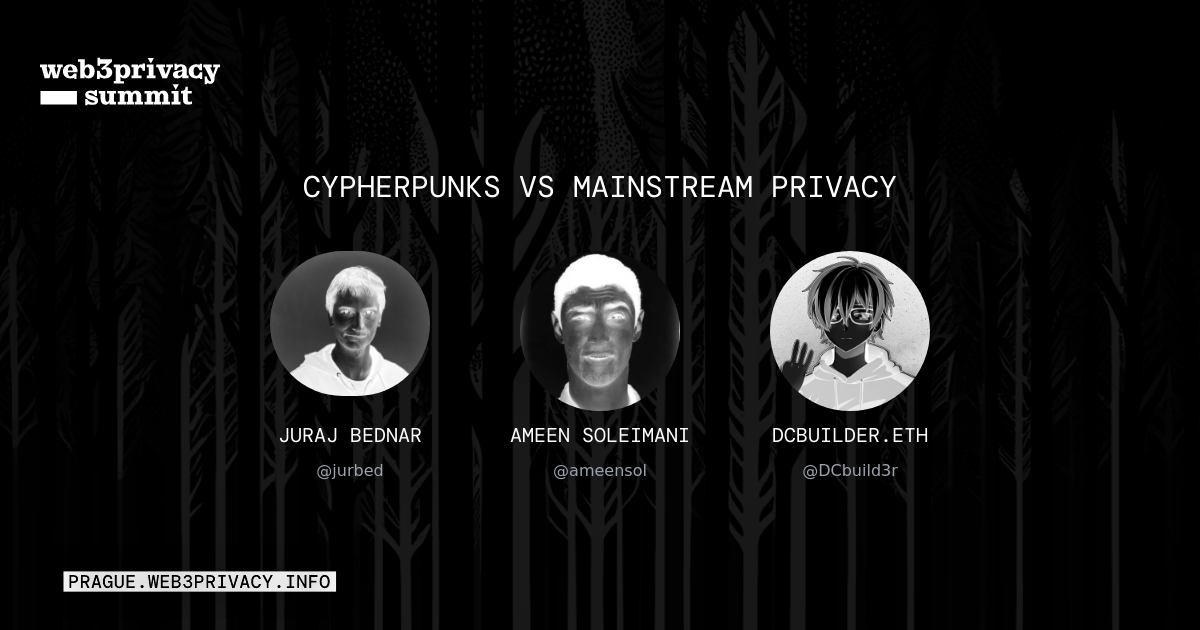 web3privacy
summit
CYPHERPUNKS VS MAINSTREAM PRIVACY
JURAJ BEDNAR
@jurbed
AMEEN SOLEIMANI
@ameensol
DCBUILDER.ETH
@DCbuild3r
PRAGUE.WEB3PRIVACY.INFO